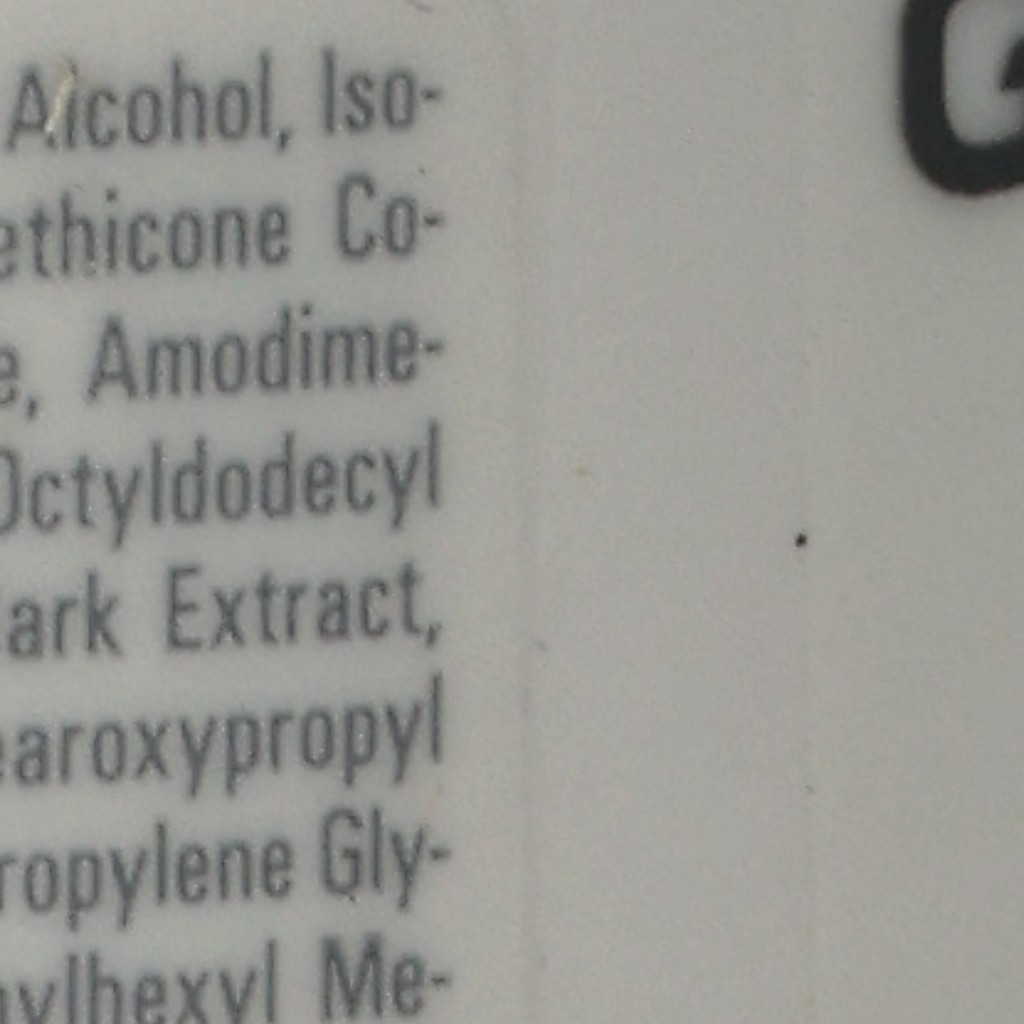 Alcohol, Iso-
ethicone Co-
e, Amodime-
Octyldodecyl
ark Extract,
earoxypropyl
ropylene Gly-
ylhexyl Me-
G